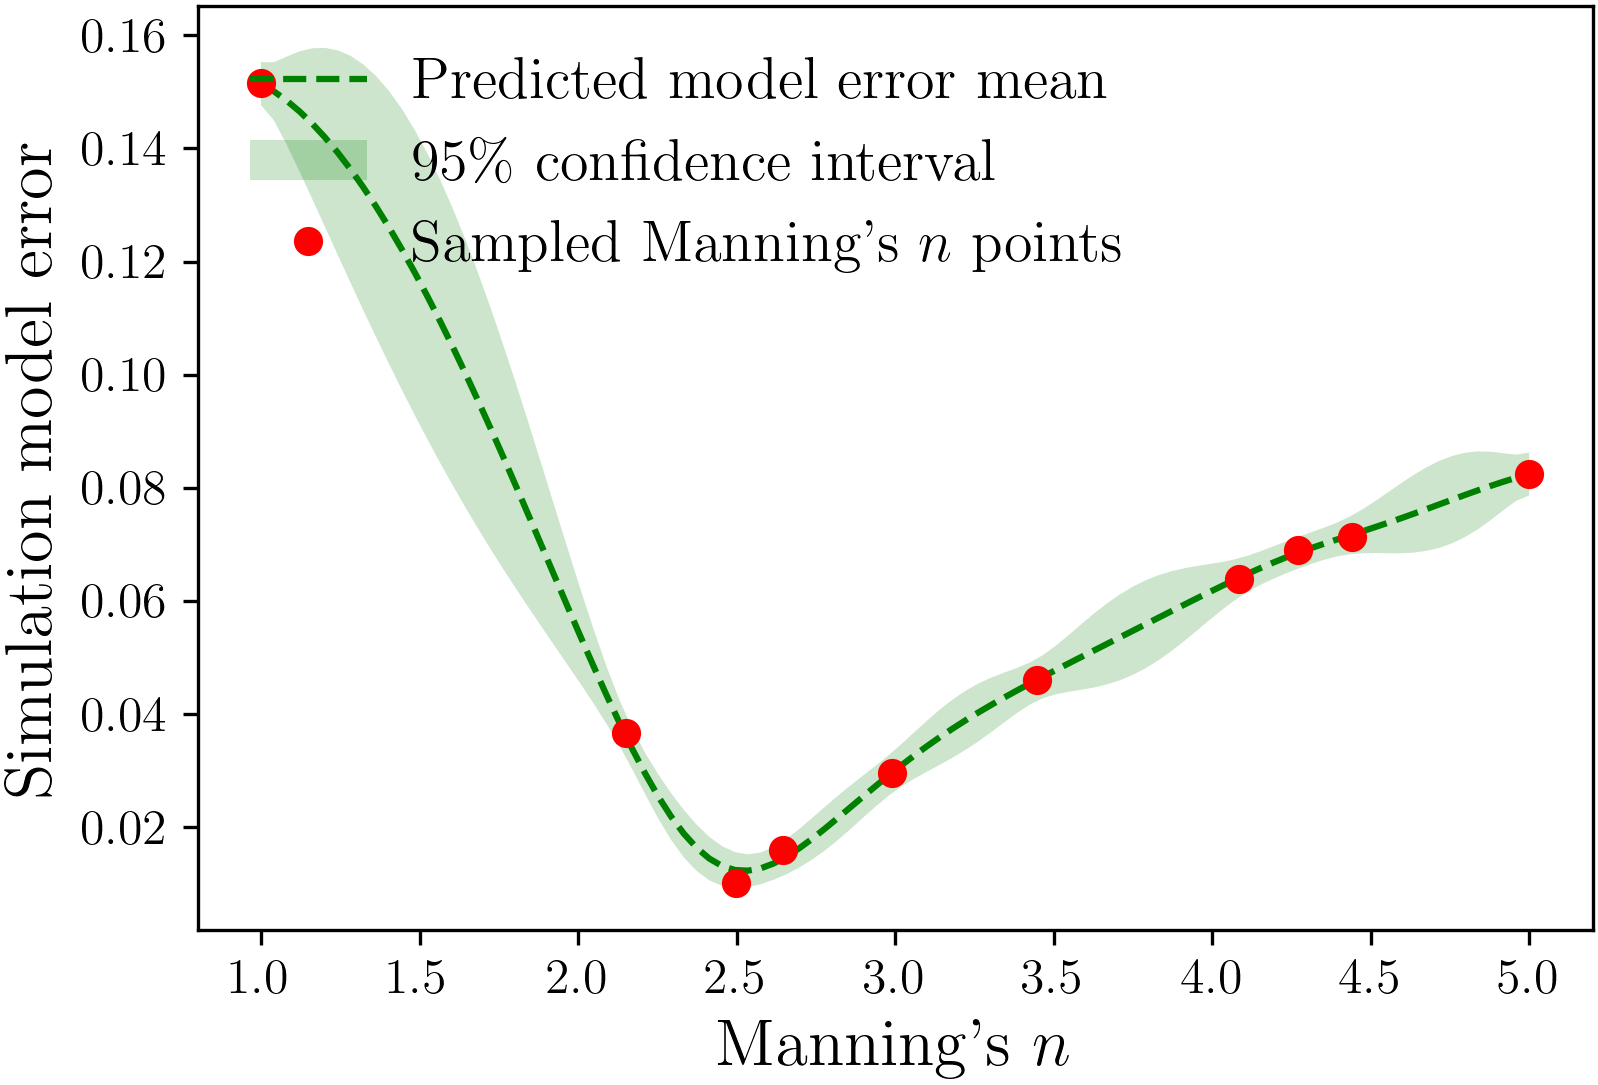 0.16
0.14
0.12
0.10
0.08
0.06
0.04
0.02
Simulation model error
Predicted model error mean
95% confidence interval
Sampled Manning's n points
1.0 1.5 2.0 2.5 3.0 3.5 4.0 4.5 5.0
Manning's n